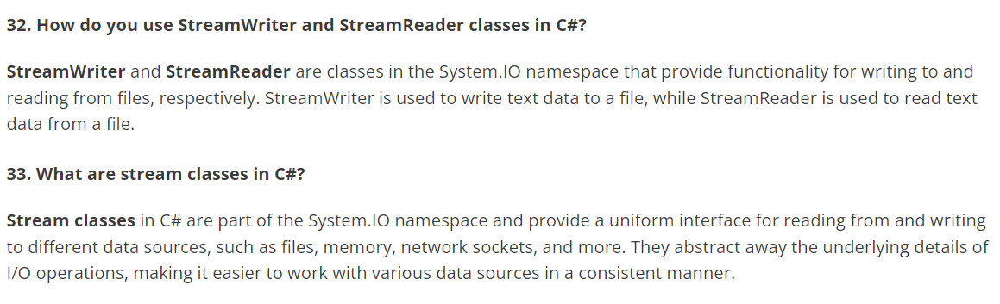 32. How do you use StreamWriter and StreamReader classes in C#?
StreamWriter and StreamReader are classes in the System.IO namespace that provide functionality for writing to and
reading from files, respectively. StreamWriter is used to write text data to a file, while StreamReader is used to read text
data from a file.
33. What are stream classes in C#?
Stream classes in C# are part of the System.IO namespace and provide a uniform interface for reading from and writing
to different data sources, such as files, memory, network sockets, and more. They abstract away the underlying details of
I/O operations, making it easier to work with various data sources in a consistent manner.